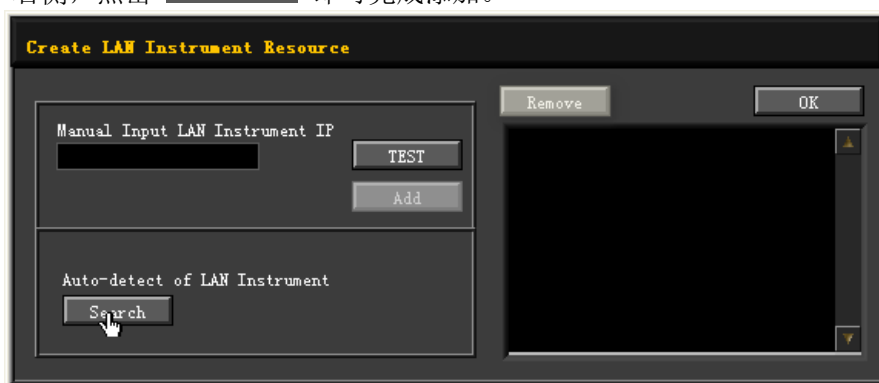 Create LAN Instrument Resource
Remove
OK
Manual Input LAN Instrument IP
TEST
Add
Auto-detect of LAN Instrument
Search